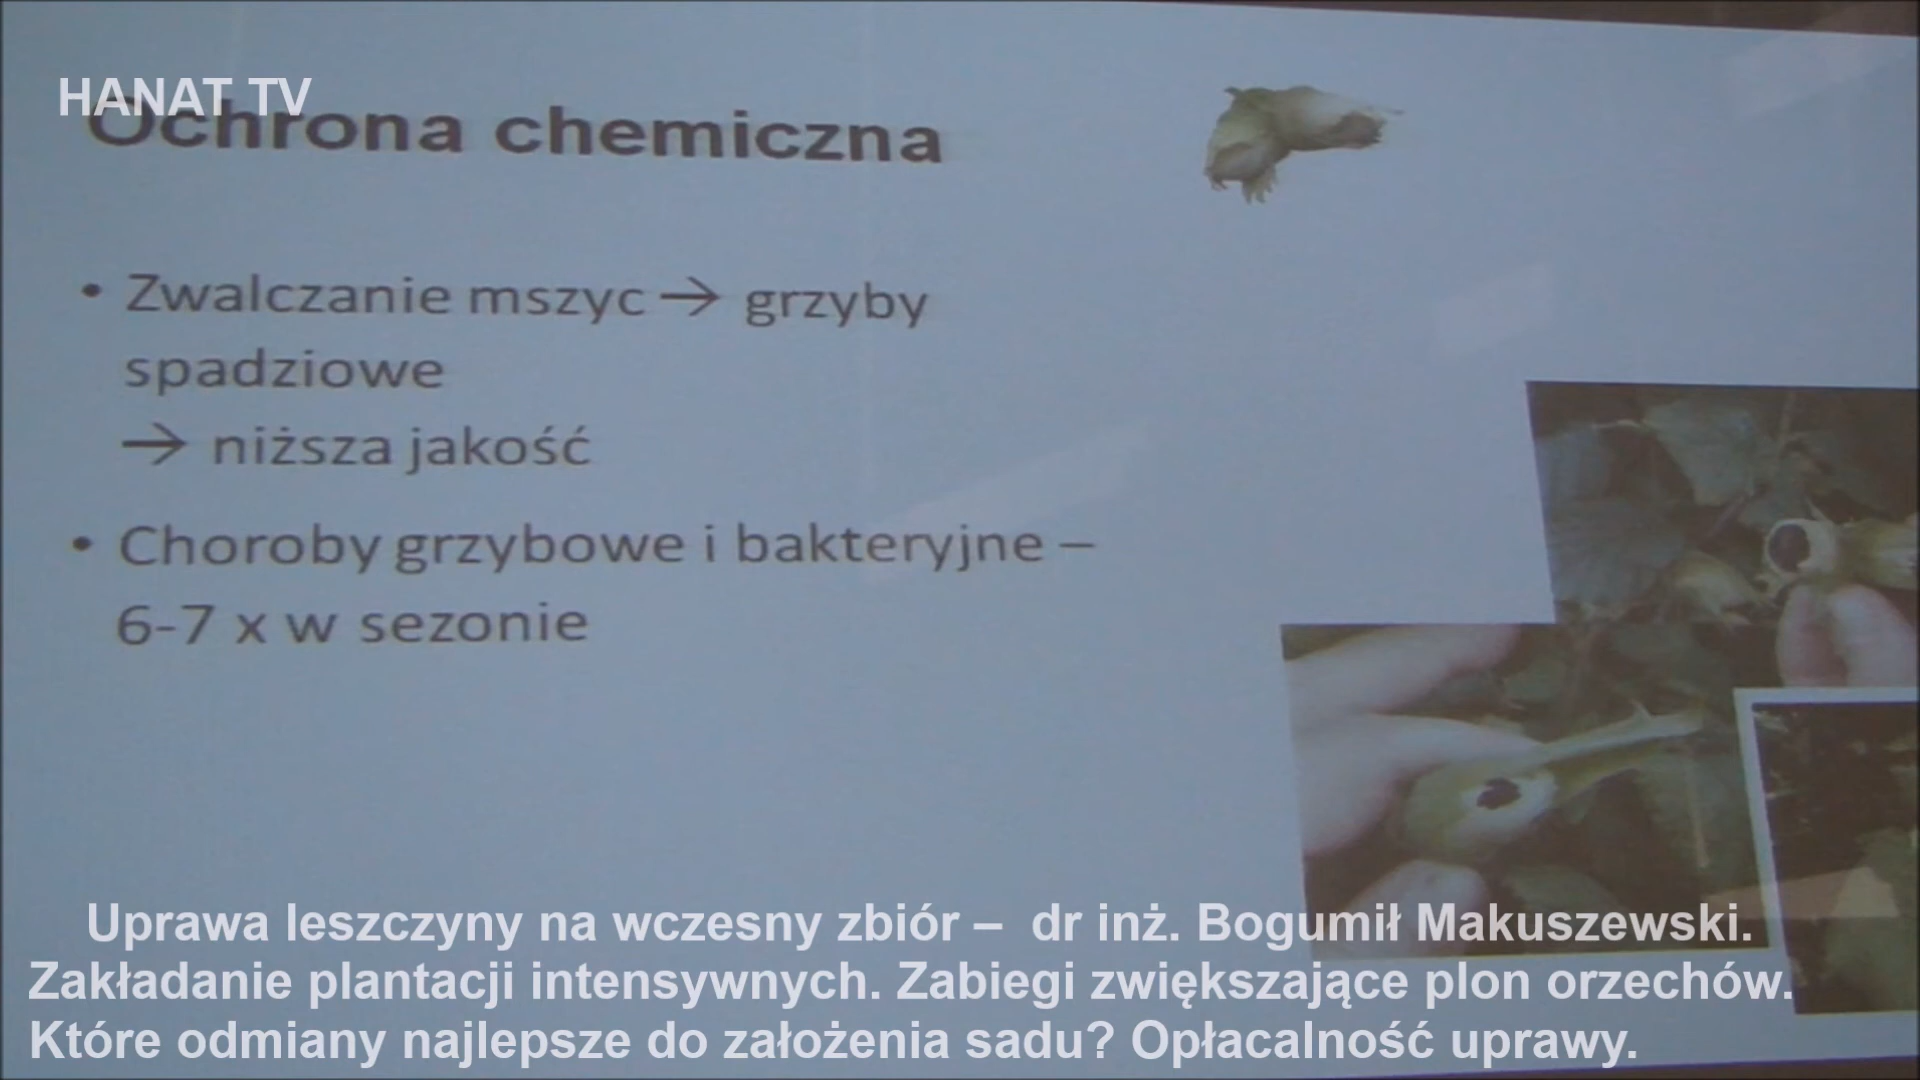 HANAT TV
Ochrona chemiczna
• Zwalczanie mszyc → grzyby
spadziowe
→ niższa jakość
• Choroby grzybowe i bakteryjne –
6-7 x w sezonie
Uprawa leszczyny na wczesny zbiór – dr inż. Bogumił Makuszewski.
Zakładanie plantacji intensywnych. Zabiegi zwiększające plon orzechów.
Które odmiany najlepsze do założenia sadu? Opłacalność uprawy.